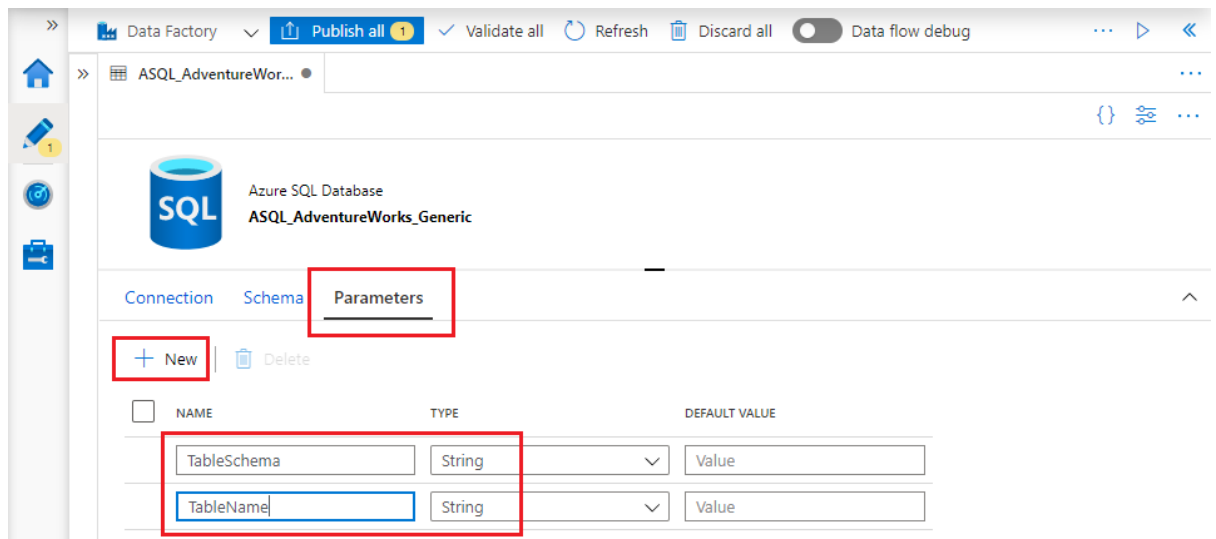 Data Factory Publish all 1 Validate all Refresh Discard all Data flow debug
ASQL_AdventureWor...
1
{}
SQL
Azure SQL Database
ASQL_AdventureWorks_Generic
Connection Schema Parameters
+ New Delete
NAME TYPE DEFAULT VALUE
TableSchema String Value
TableName String Value